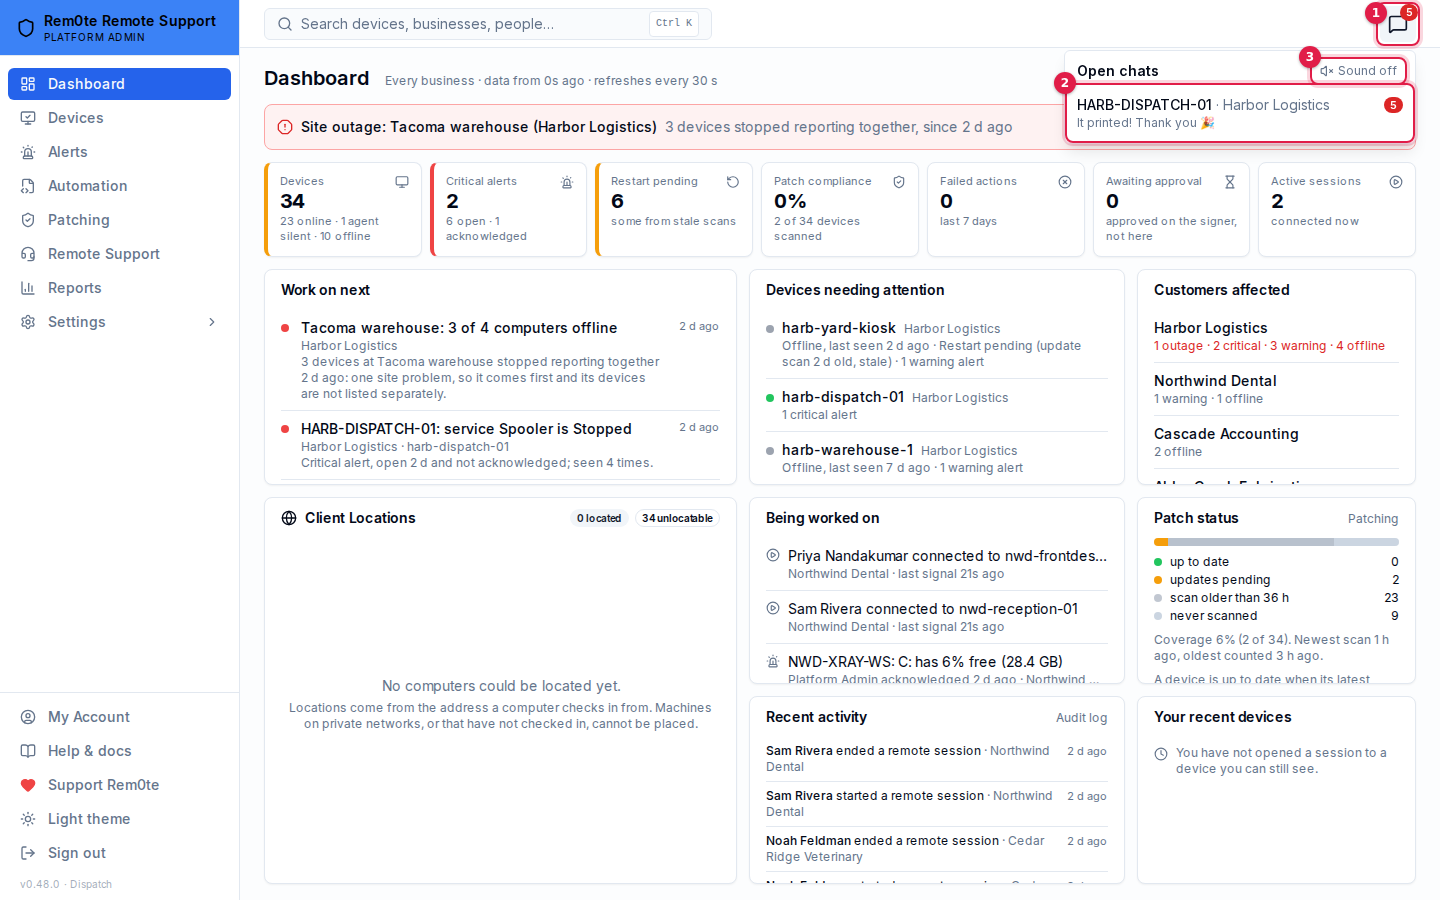 Rem0te Remote Support
PLATFORM ADMIN
Search devices, businesses, people…
Ctrl K
1
5
Dashboard
Devices
Alerts
Automation
Patching
Remote Support
Reports
Settings
My Account
Help & docs
Support Rem0te
Light theme
Sign out
v0.48.0 · Dispatch
Dashboard
Every business · data from 0s ago · refreshes every 30 s
Open chats
3
Sound off
2
HARB-DISPATCH-01 · Harbor Logistics
5
It printed! Thank you 🎉
Site outage: Tacoma warehouse (Harbor Logistics) 3 devices stopped reporting together, since 2 d ago
Devices
34
23 online · 1 agent
silent · 10 offline
Critical alerts
2
6 open · 1
acknowledged
Restart pending
6
some from stale scans
Patch compliance
0%
2 of 34 devices
scanned
Failed actions
0
last 7 days
Awaiting approval
0
approved on the signer,
not here
Active sessions
2
connected now
Work on next
Tacoma warehouse: 3 of 4 computers offline
2 d ago
Harbor Logistics
3 devices at Tacoma warehouse stopped reporting together
2 d ago: one site problem, so it comes first and its devices
are not listed separately.
HARB-DISPATCH-01: service Spooler is Stopped
2 d ago
Harbor Logistics · harb-dispatch-01
Critical alert, open 2 d and not acknowledged; seen 4 times.
Devices needing attention
harb-yard-kiosk Harbor Logistics
Offline, last seen 2 d ago · Restart pending (update
scan 2 d old, stale) · 1 warning alert
harb-dispatch-01 Harbor Logistics
1 critical alert
harb-warehouse-1 Harbor Logistics
Offline, last seen 7 d ago · 1 warning alert
Customers affected
Harbor Logistics
1 outage · 2 critical · 3 warning · 4 offline
Northwind Dental
1 warning · 1 offline
Cascade Accounting
2 offline
Client Locations
0 located
34 unlocatable
No computers could be located yet.
Locations come from the address a computer checks in from. Machines
on private networks, or that have not checked in, cannot be placed.
Being worked on
Priya Nandakumar connected to nwd-frontdes…
Northwind Dental · last signal 21s ago
Sam Rivera connected to nwd-reception-01
Northwind Dental · last signal 21s ago
NWD-XRAY-WS: C: has 6% free (28.4 GB)
Platform Admin acknowledged 2 d ago · Northwind …
Patch status
Patching
up to date 0
updates pending 2
scan older than 36 h 23
never scanned 9
Coverage 6% (2 of 34). Newest scan 1 h
ago, oldest counted 3 h ago.
A device is up to date when its latest
Recent activity
Audit log
Sam Rivera ended a remote session · Northwind
Dental
2 d ago
Sam Rivera started a remote session · Northwind
Dental
2 d ago
Noah Feldman ended a remote session · Cedar
Ridge Veterinary
2 d ago
Your recent devices
You have not opened a session to a
device you can still see.